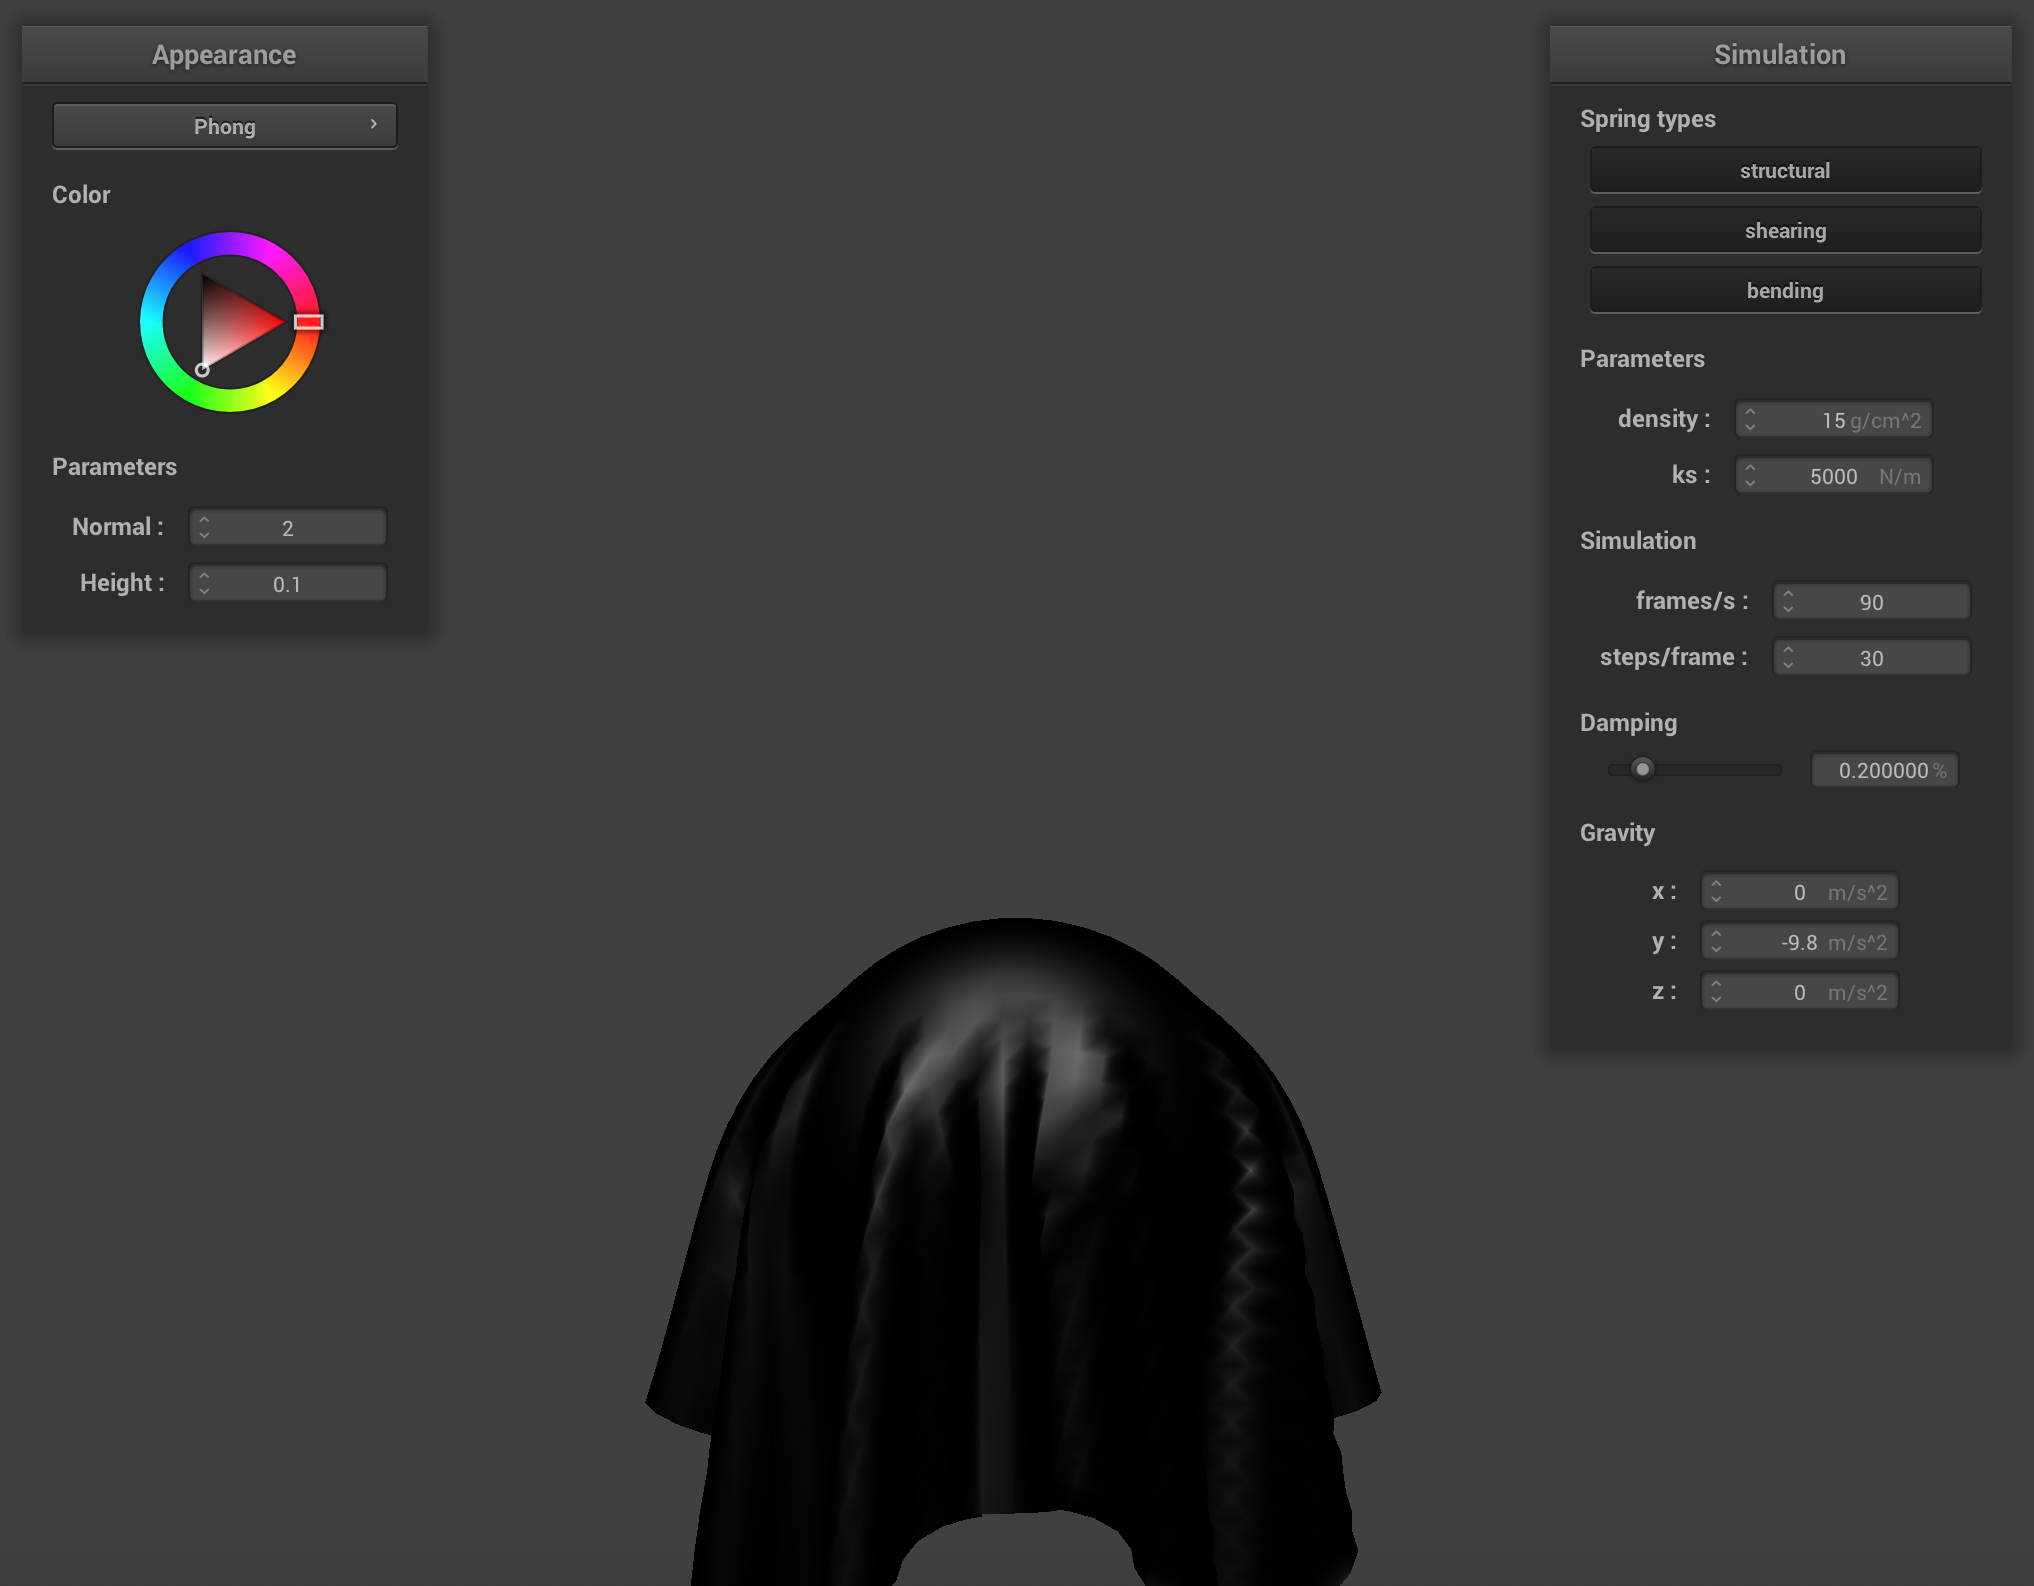 Appearance
Phong
Color
Parameters
Normal : 2
Height : 0.1
Simulation
Spring types
structural
shearing
bending
Parameters
density : 15 g/cm^2
ks : 5000 N/m
Simulation
frames/s : 90
steps/frame : 30
Damping
0.200000 %
Gravity
x : 0 m/s^2
y : -9.8 m/s^2
z : 0 m/s^2